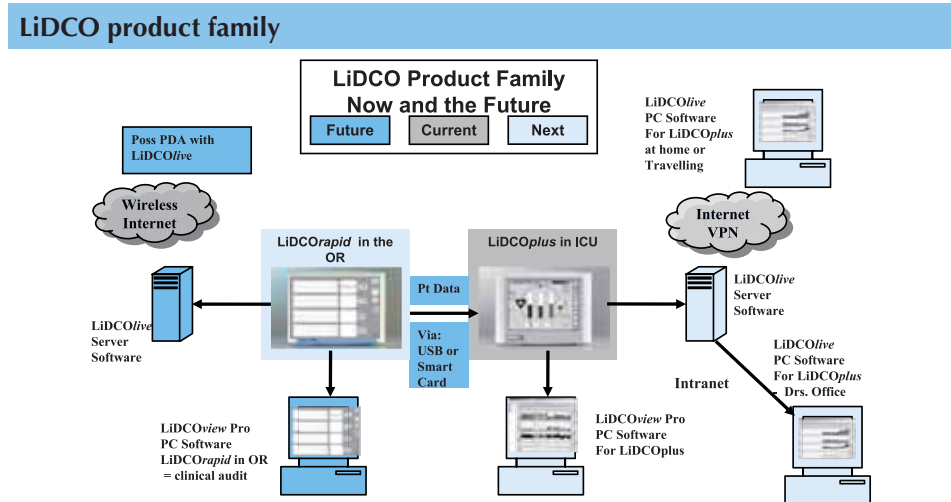 LiDCO product family
LiDCO Product Family
Now and the Future
Future
Current
Next
Poss PDA with
LiDCOlive
Wireless
Internet
LiDCOlive
PC Software
For LiDCOplus
at home or
Travelling
Internet
VPN
LiDCOrapid in the
OR
LiDCOplus in ICU
Pt Data
Via:
USB or
Smart
Card
LiDCOlive
Server
Software
LiDCOlive
Server
Software
LiDCOlive
PC Software
For LiDCOplus
- Drs. Office
Intranet
LiDCOview Pro
PC Software
LiDCOrapid in OR
= clinical audit
LiDCOview Pro
PC Software
For LiDCOplus